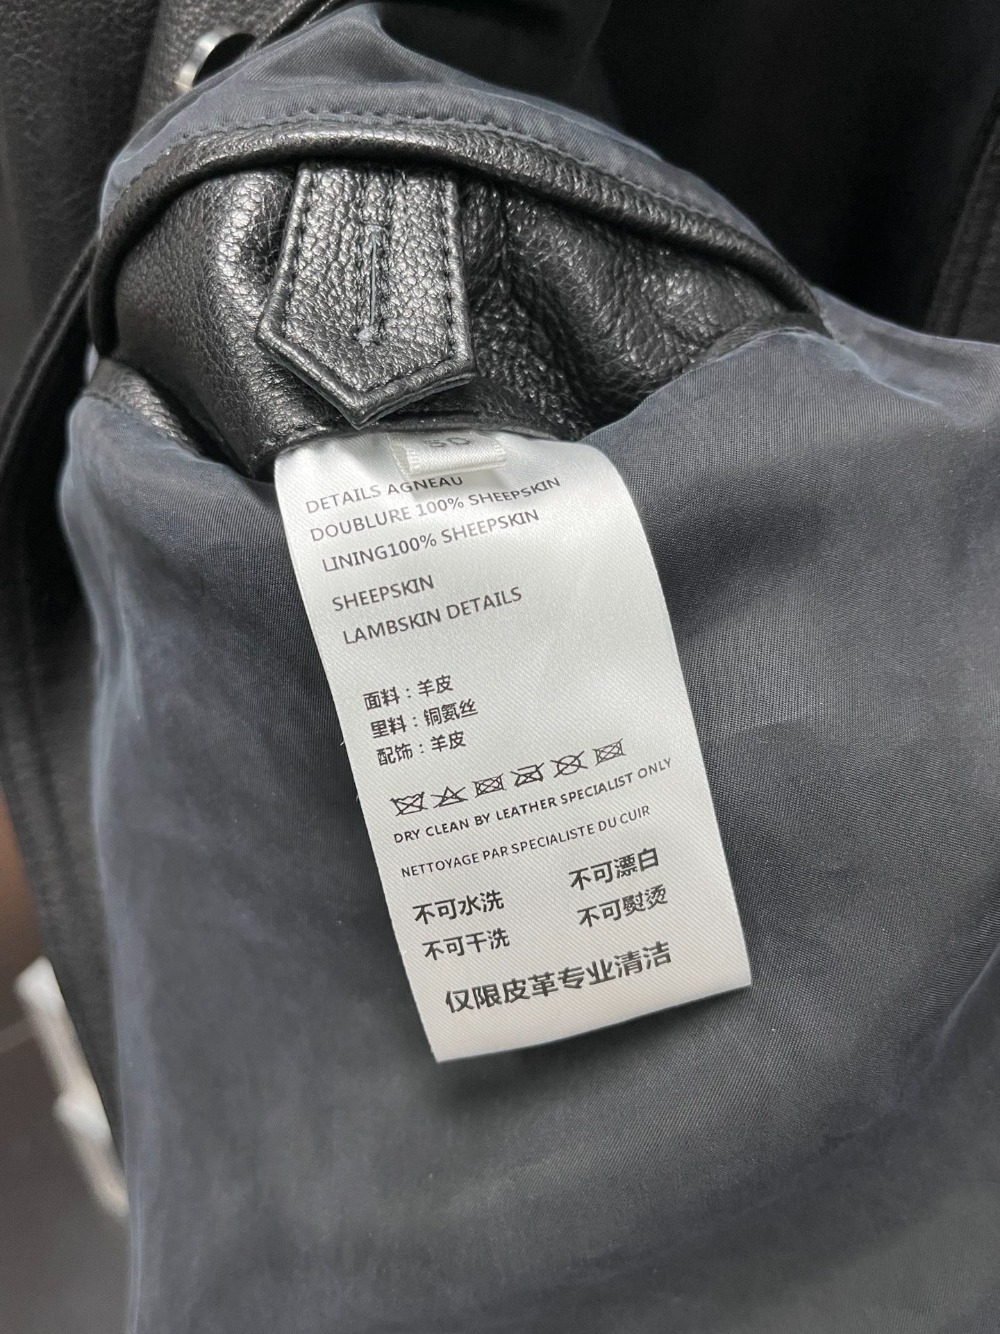 50
DETAILS AGNEAU
DOUBLURE 100% SHEEPSKIN
LINING100% SHEEPSKIN
SHEEPSKIN
LAMBSKIN DETAILS
面料：羊皮
里料：铜氨丝
配饰：羊皮
DRY CLEAN BY LEATHER SPECIALIST ONLY
NETTOYAGE PAR SPECIALISTE DU CUIR
不可水洗 不可漂白
不可干洗 不可熨烫
仅限皮革专业清洁